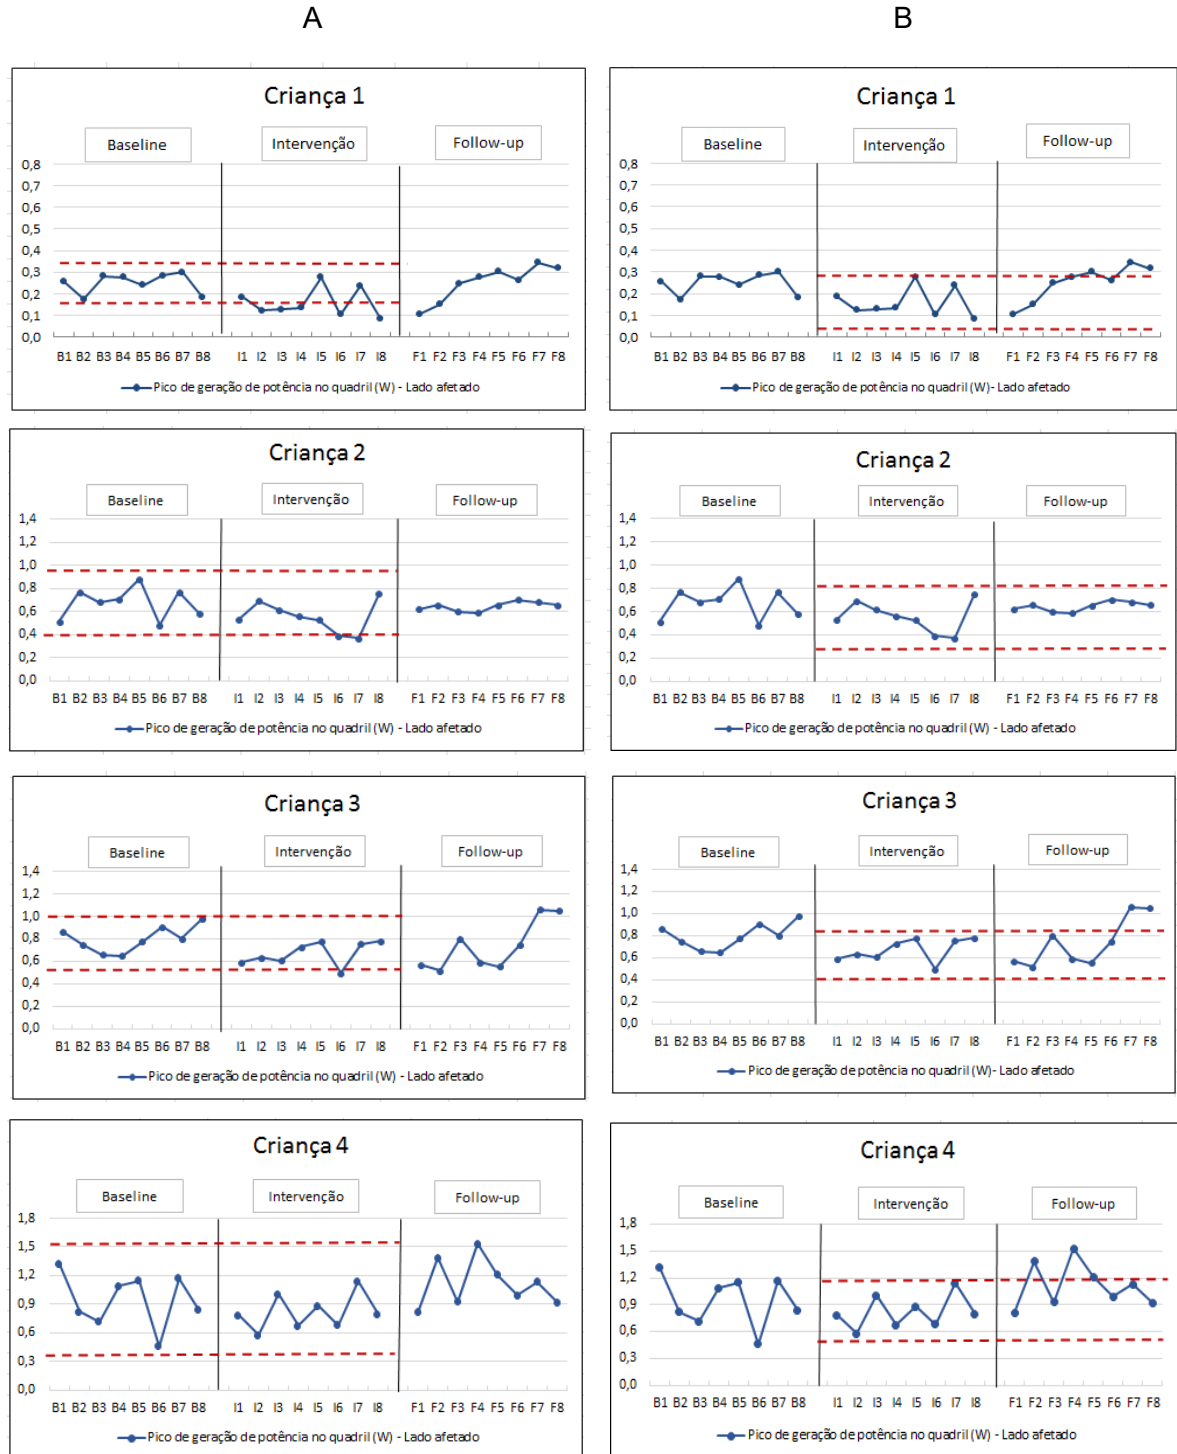 A
B
Criança 1
Baseline
Intervenção
Follow-up
0,8
0,7
0,6
0,5
0,4
0,3
0,2
0,1
0,0
B1 B2 B3 B4 B5 B6 B7 B8 I1 I2 I3 I4 I5 I6 I7 I8 F1 F2 F3 F4 F5 F6 F7 F8
Pico de geração de potência no quadril (W) - Lado afetado
Criança 1
Baseline
Intervenção
Follow-up
0,8
0,7
0,6
0,5
0,4
0,3
0,2
0,1
0,0
B1 B2 B3 B4 B5 B6 B7 B8 I1 I2 I3 I4 I5 I6 I7 I8 F1 F2 F3 F4 F5 F6 F7 F8
Pico de geração de potência no quadril (W) - Lado afetado
Criança 2
Baseline
Intervenção
Follow-up
1,4
1,2
1,0
0,8
0,6
0,4
0,2
0,0
B1 B2 B3 B4 B5 B6 B7 B8 I1 I2 I3 I4 I5 I6 I7 I8 F1 F2 F3 F4 F5 F6 F7 F8
Pico de geração de potência no quadril (W) - Lado afetado
Criança 2
Baseline
Intervenção
Follow-up
1,4
1,2
1,0
0,8
0,6
0,4
0,2
0,0
B1 B2 B3 B4 B5 B6 B7 B8 I1 I2 I3 I4 I5 I6 I7 I8 F1 F2 F3 F4 F5 F6 F7 F8
Pico de geração de potência no quadril (W) - Lado afetado
Criança 3
Baseline
Intervenção
Follow-up
1,4
1,2
1,0
0,8
0,6
0,4
0,2
0,0
B1 B2 B3 B4 B5 B6 B7 B8 I1 I2 I3 I4 I5 I6 I7 I8 F1 F2 F3 F4 F5 F6 F7 F8
Pico de geração de potência no quadril (W) - Lado afetado
Criança 3
Baseline
Intervenção
Follow-up
1,4
1,2
1,0
0,8
0,6
0,4
0,2
0,0
B1 B2 B3 B4 B5 B6 B7 B8 I1 I2 I3 I4 I5 I6 I7 I8 F1 F2 F3 F4 F5 F6 F7 F8
Pico de geração de potência no quadril (W)- Lado afetado
Criança 4
Baseline
Intervenção
Follow-up
1,8
1,5
1,2
0,9
0,6
0,3
0,0
B1 B2 B3 B4 B5 B6 B7 B8 I1 I2 I3 I4 I5 I6 I7 I8 F1 F2 F3 F4 F5 F6 F7 F8
Pico de geração de potência no quadril (W) - Lado afetado
Criança 4
Baseline
Intervenção
Follow-up
1,8
1,5
1,2
0,9
0,6
0,3
0,0
B1 B2 B3 B4 B5 B6 B7 B8 I1 I2 I3 I4 I5 I6 I7 I8 F1 F2 F3 F4 F5 F6 F7 F8
Pico de geração de potência no quadril (W) - Lado afetado